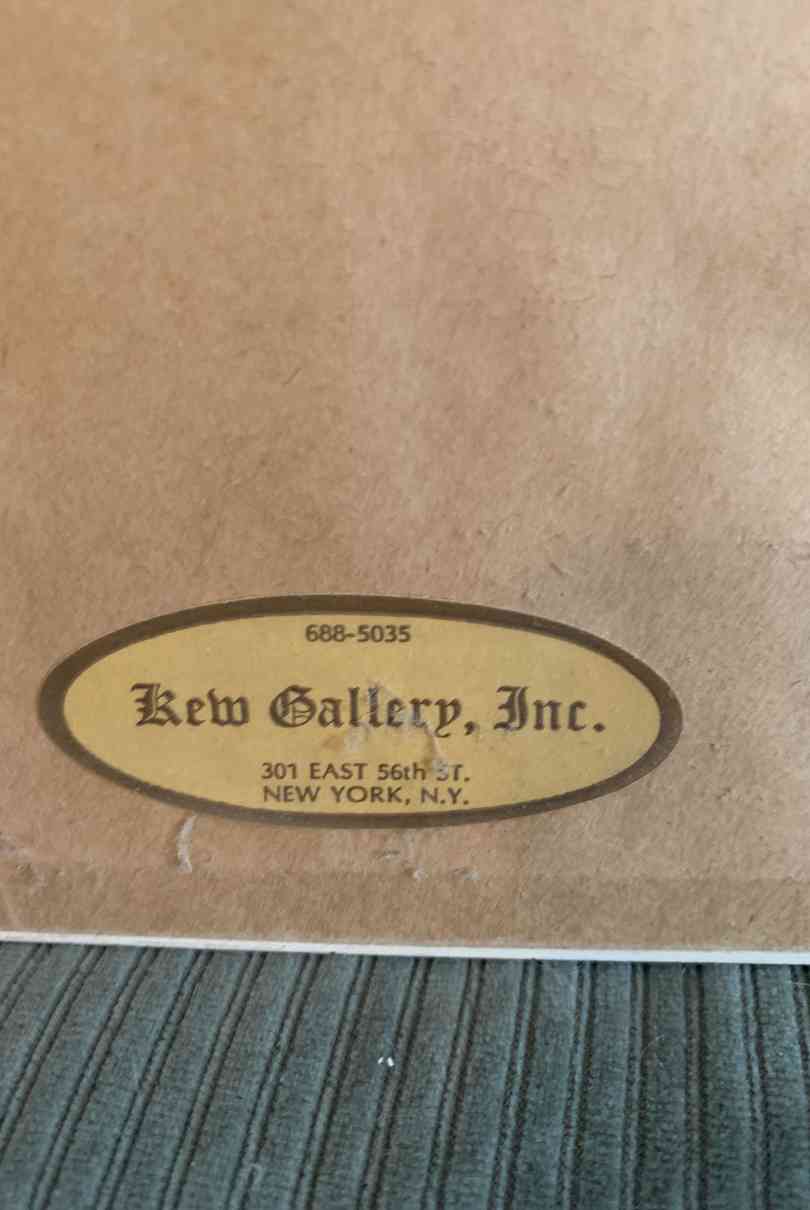 688-5035
Kew Gallery, Inc.
301 EAST 56th ST.
NEW YORK, N.Y.